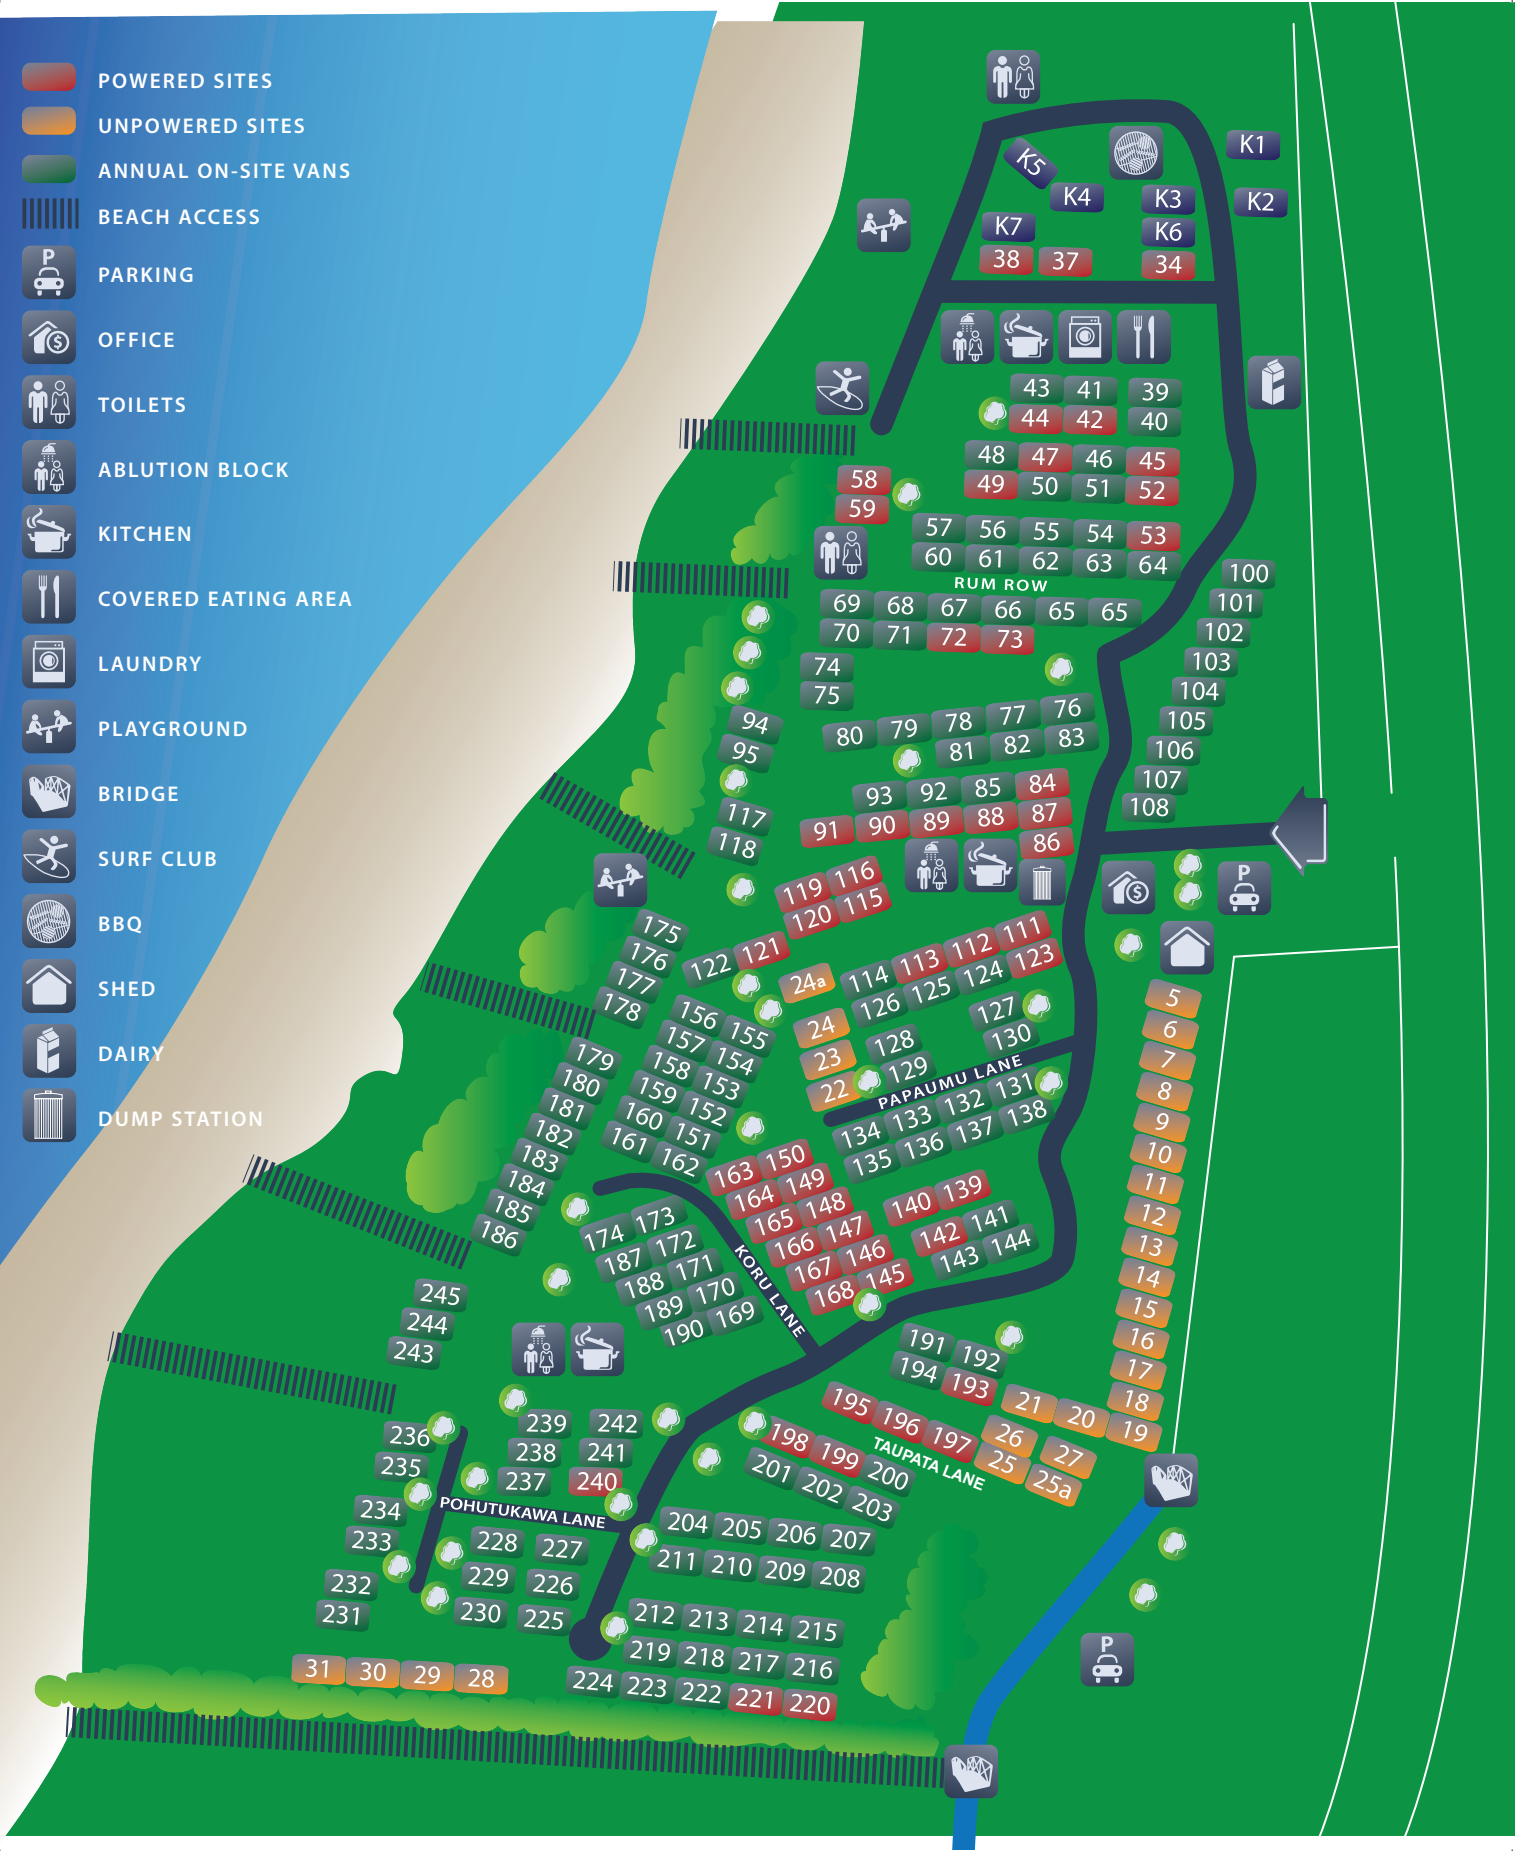 POWERED SITES
UNPOWERED SITES
ANNUAL ON-SITE VANS
BEACH ACCESS
P
PARKING
$
OFFICE
TOILETS
ABLUTION BLOCK
KITCHEN
COVERED EATING AREA
LAUNDRY
PLAYGROUND
BRIDGE
SURF CLUB
BBQ
SHED
DAIRY
DUMP STATION
K1
K5
K4
K3
K2
K7
K6
38 37 34
43 41 39
44 42 40
48 47 46 45
49 50 51 52
58
59
57 56 55 54 53
60 61 62 63 64
RUM ROW
69 68 67 66 65 65
70 71 72 73
74
75
100
101
102
103
104
105
106
107
108
94
95
80 79 78 77 76
81 82 83
93 92 85 84
91 90 89 88 87
86
117
118
$
P
119 116
120 115
122 121
175
176
177
178
24a
114 113 112 111
126 125 124 123
24
23
22
127
130
128
129
PAPAUMU LANE
134 133 132 131
135 136 137 138
156 155
157 154
158 153
159 152
160 151
161 162
179
180
181
182
183
184
185
186
163 150
164 149
165 148
166 147
167 146
168 145
140 139
142 141
143 144
174 173
187 172
188 171
189 170
190 169
KORU LANE
5
6
7
8
9
10
11
12
13
14
15
16
17
18
19
245
244
243
191 192
194 193
21 20
195 196 197
26 27
25 25a
TAUPATA LANE
198 199 200
201 202 203
236
235
234
233
232
231
239 242
238 241
237 240
POHUTUKAWA LANE
228 227
229 226
230 225
204 205 206 207
211 210 209 208
212 213 214 215
219 218 217 216
224 223 222 221 220
31 30 29 28
P